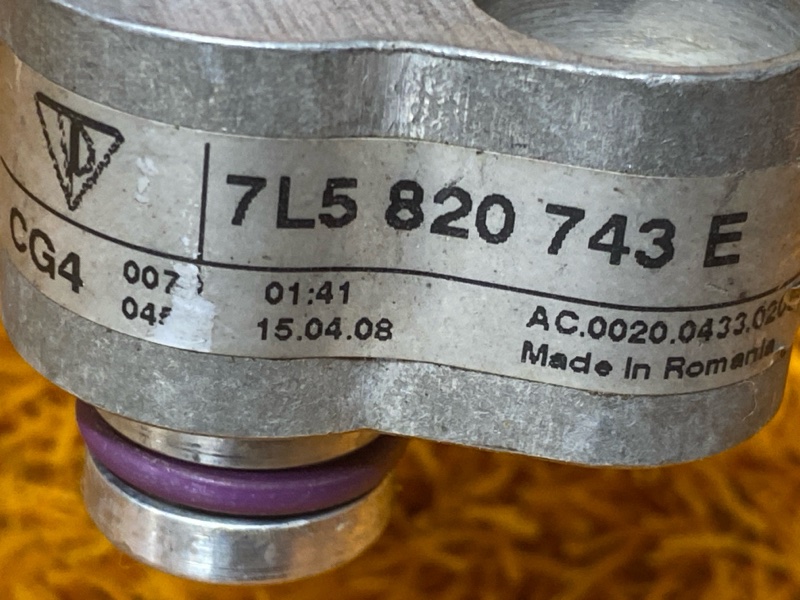 7L5 820 743 E
CG4
01:41
15.04.08
Made in Romania